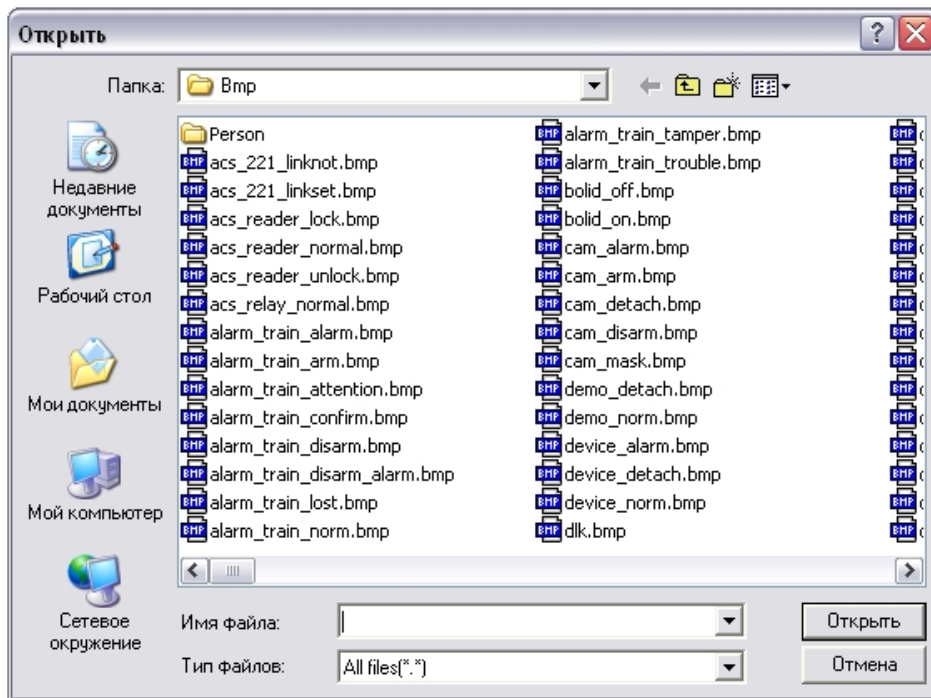 Открыть
Папка: Bmp
Недавние
документы
Рабочий стол
Мои документы
Мой компьютер
Сетевое
окружение
Person
acs_221_linknot.bmp
acs_221_linkset.bmp
acs_reader_lock.bmp
acs_reader_normal.bmp
acs_reader_unlock.bmp
acs_relay_normal.bmp
alarm_train_alarm.bmp
alarm_train_arm.bmp
alarm_train_attention.bmp
alarm_train_confirm.bmp
alarm_train_disarm.bmp
alarm_train_disarm_alarm.bmp
alarm_train_lost.bmp
alarm_train_norm.bmp
alarm_train_tamper.bmp
alarm_train_trouble.bmp
bolid_off.bmp
bolid_on.bmp
cam_alarm.bmp
cam_arm.bmp
cam_detach.bmp
cam_disarm.bmp
cam_mask.bmp
demo_detach.bmp
demo_norm.bmp
device_alarm.bmp
device_detach.bmp
device_norm.bmp
dlk.bmp
Имя файла:
Открыть
Тип файлов: All files(*.*)
Отмена